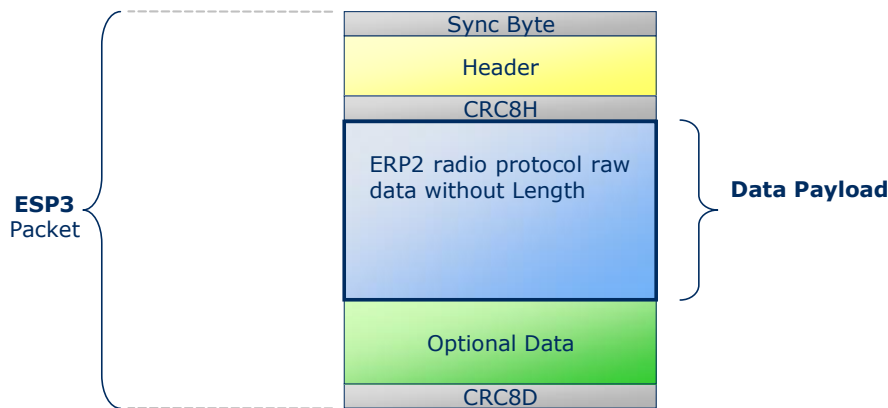 Sync Byte
Header
CRC8H
ERP2 radio protocol raw
data without Length
Data Payload
ESP3
Packet
Optional Data
CRC8D